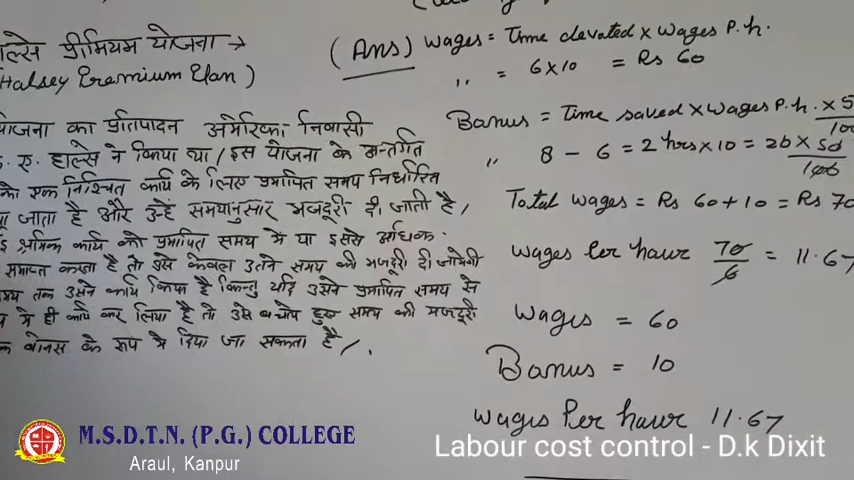 ाल्से प्रीमियम योजना →
Halsey Premium Plan )
योजना का प्रतिपादन अमेरिका निवासी
. ए. हाल्से ने किया था / इस योजना के अन्तर्गत
को एक निश्चित कार्य के लिए प्रमापित समय निर्धारित
ा जाता है और उन्हें समयानुसार मजदूरी दी जाती है /
श्रमिक कार्य को प्रमापित समय में या इससे अधिक
समाप्त करता है तो उसे केवल उतने समय की मजदूरी दी जायेगी
समय तक उसने कार्य किया है किन्तु यदि उसने प्रमापित समय से
में ही कार्य कर लिया है तो उसे बचाये हुए समय की मजदूरी
बोनस के रूप में दिया जा सकता है / .
(Ans) Wages = Time devated x Wages P.h.
,, = 6 x 10 = Rs 60
Bonus = Time saved x Wages P.h. x 5
10
,, 8 - 6 = 2 hrs x 10 = 20 x 50
100
Total Wages = Rs 60 + 10 = Rs 70
Wages Per haur 70/6 = 11.67
Wages = 60
Bonus = 10
Wages Per haur 11.67
M.S.D.T.N. (P.G.) COLLEGE
Araul, Kanpur
Labour cost control - D.k Dixit